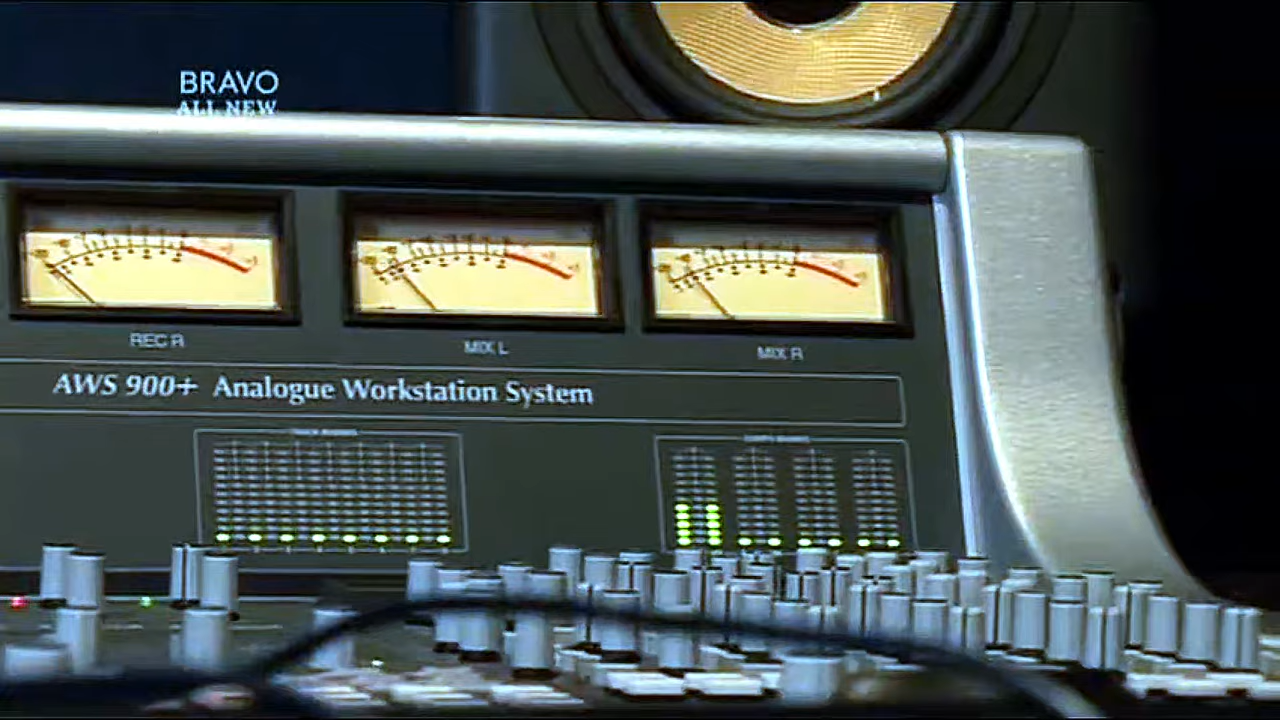 BRAVO
ALL NEW
REC R
MIX L
MIX R
AWS 900+ Analogue Workstation System